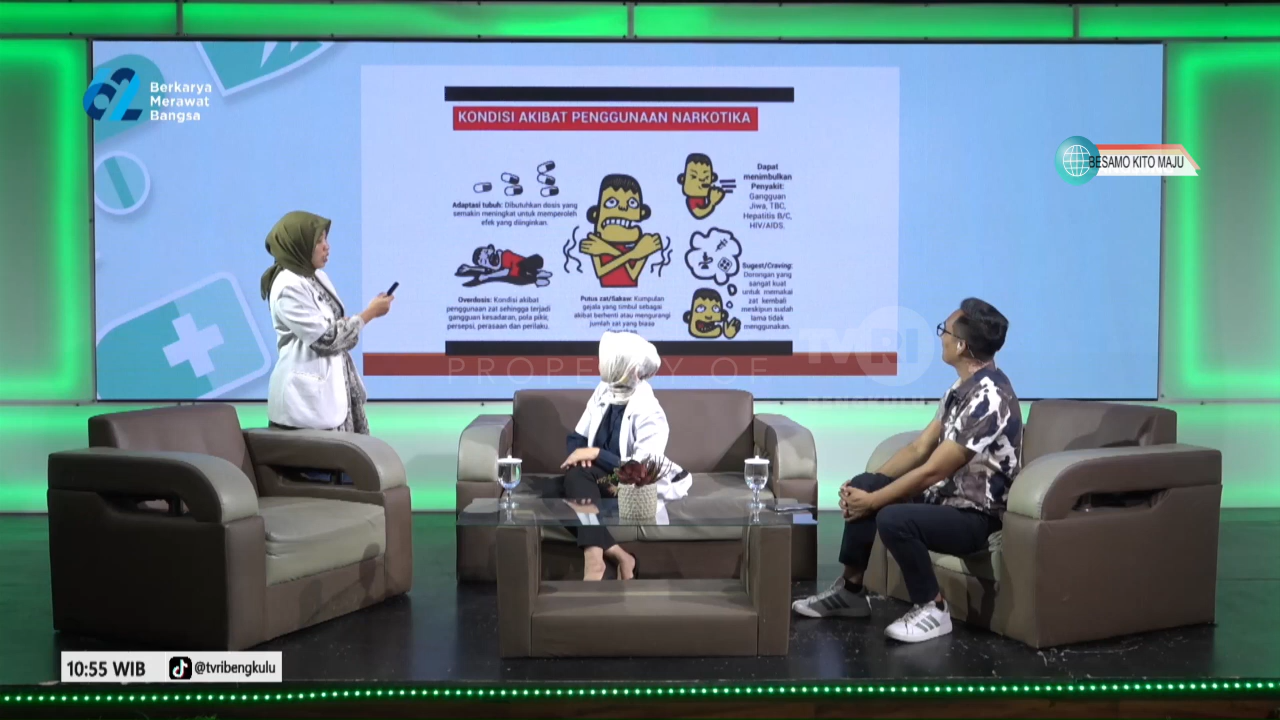 Berkarya
Merawat
Bangsa
KONDISI AKIBAT PENGGUNAAN NARKOTIKA
BESAMO KITO MAJU
Adaptasi tubuh: Dibutuhkan dosis yang
semakin meningkat untuk memperoleh
efek yang diinginkan.
Dapat
menimbulkan
Penyakit:
Gangguan
Jiwa, TBC,
Hepatitis B/C,
HIV/AIDS.
Overdosis: Kondisi akibat
penggunaan zat sehingga terjadi
gangguan kesadaran, pola pikir,
persepsi, perasaan dan perilaku.
Putus zat/Sakaw: Kumpulan
gejala yang timbul sebagai
akibat berhenti atau mengurangi
jumlah zat yang biasa
Sugest/Craving:
Dorongan yang
sangat kuat
untuk memakai
zat kembali
meskipun sudah
lama tidak
menggunakan.
PROPERTY OF
TVRI
BENGKULU
10:55 WIB
@tvribengkulu